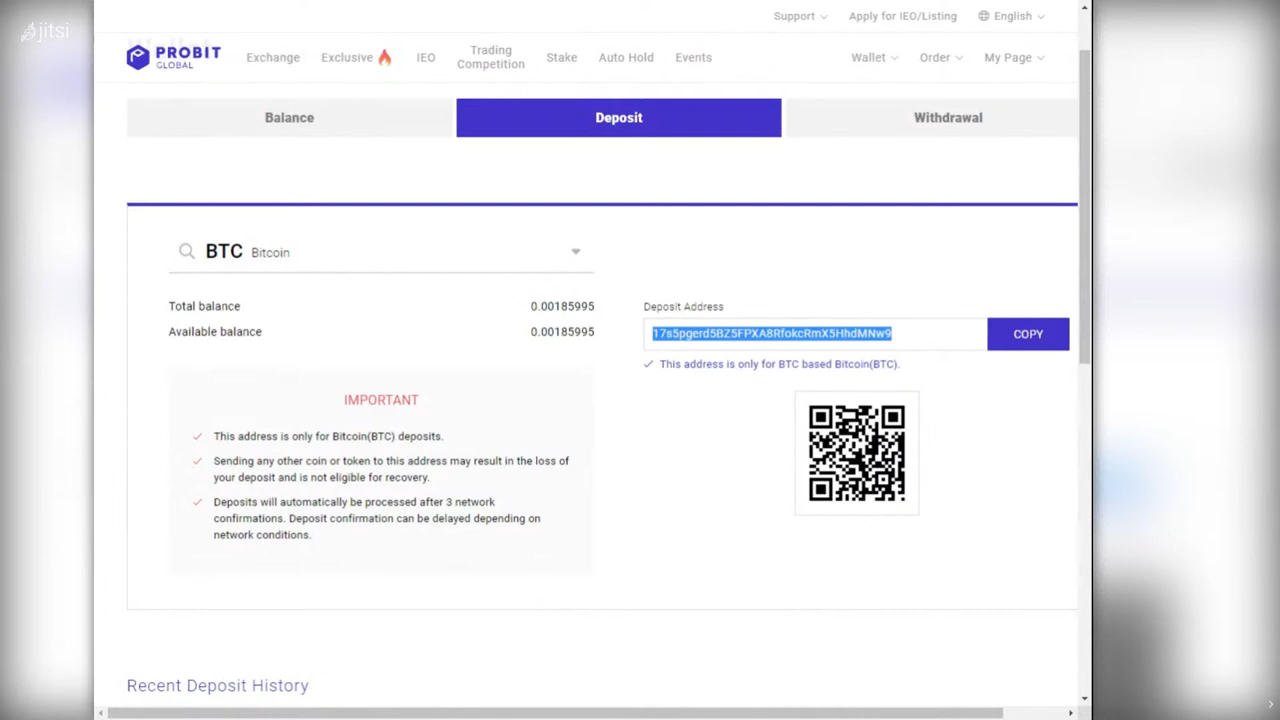 jitsi
Support
Apply for IEO/Listing
English
PROBIT
GLOBAL
Exchange
Exclusive
IEO
Trading
Competition
Stake
Auto Hold
Events
Wallet
Order
My Page
Balance
Deposit
Withdrawal
BTC Bitcoin
Total balance 0.00185995
Available balance 0.00185995
IMPORTANT
This address is only for Bitcoin(BTC) deposits.
Sending any other coin or token to this address may result in the loss of
your deposit and is not eligible for recovery.
Deposits will automatically be processed after 3 network
confirmations. Deposit confirmation can be delayed depending on
network conditions.
Deposit Address
17s5pgerd5BZ5FPXA8RfokcRmX5HhdMNw9
COPY
This address is only for BTC based Bitcoin(BTC).
Recent Deposit History